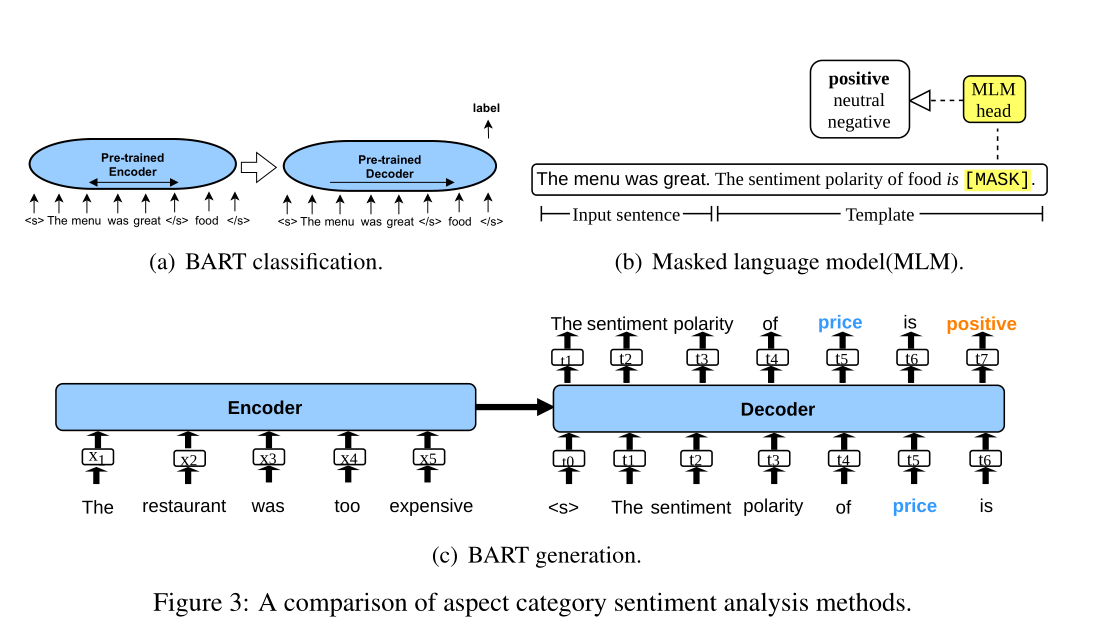 label
Pre-trained
Encoder
Pre-trained
Decoder
<s> The menu was great </s> food </s>
<s> The menu was great </s> food </s>
(a) BART classification.
positive
neutral
negative
MLM
head
The menu was great. The sentiment polarity of food is [MASK].
Input sentence
Template
(b) Masked language model(MLM).
The sentiment polarity of price is positive
t1 t2 t3 t4 t5 t6 t7
Encoder
Decoder
x1 x2 x3 x4 x5
t0 t1 t2 t3 t4 t5 t6
The restaurant was too expensive
<s> The sentiment polarity of price is
(c) BART generation.
Figure 3: A comparison of aspect category sentiment analysis methods.